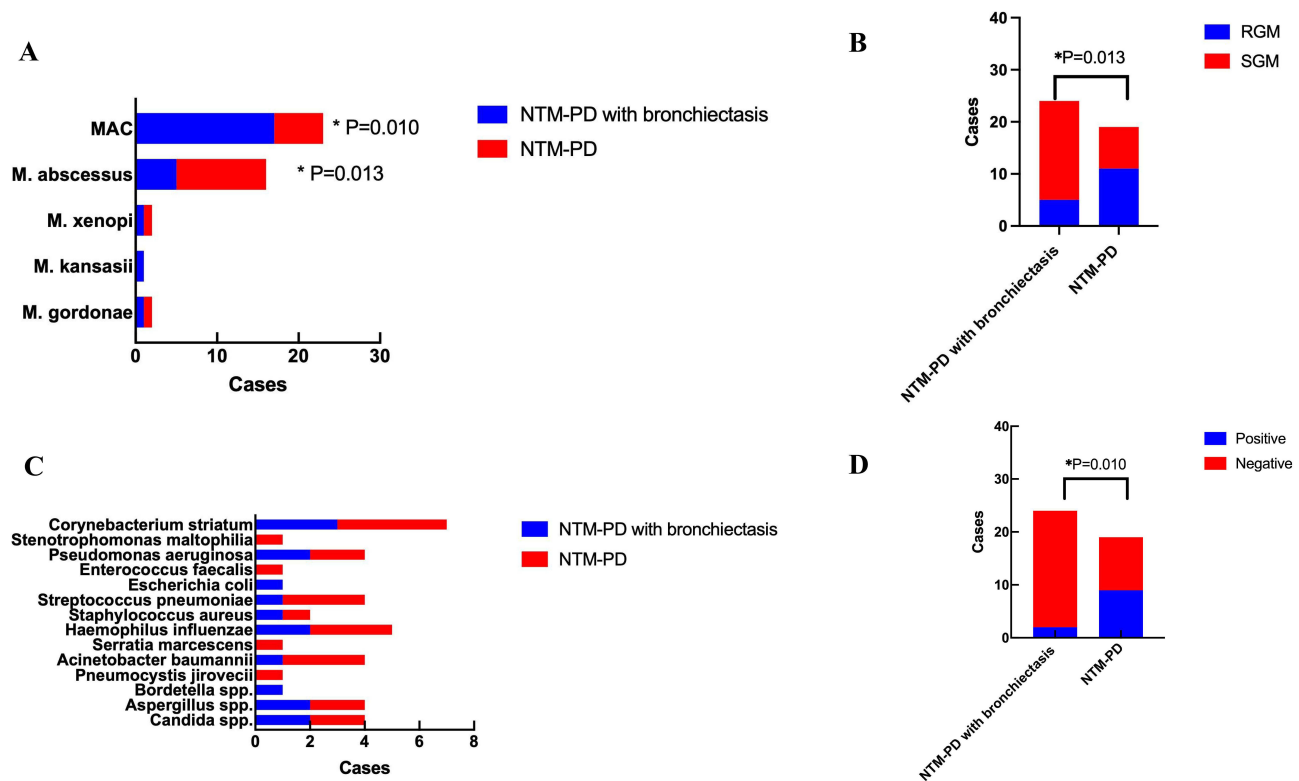 A
MAC
M. abscessus
M. xenopi
M. kansasii
M. gordonae
* P=0.010
* P=0.013
0 10 20 30
Cases
NTM-PD with bronchiectasis
NTM-PD
B
40
30
20
10
0
Cases
*P=0.013
NTM-PD with bronchiectasis
NTM-PD
RGM
SGM
C
Corynebacterium striatum
Stenotrophomonas maltophilia
Pseudomonas aeruginosa
Enterococcus faecalis
Escherichia coli
Streptococcus pneumoniae
Staphylococcus aureus
Haemophilus influenzae
Serratia marcescens
Acinetobacter baumannii
Pneumocystis jirovecii
Bordetella spp.
Aspergillus spp.
Candida spp.
0 2 4 6 8
Cases
NTM-PD with bronchiectasis
NTM-PD
D
40
30
20
10
0
Cases
*P=0.010
NTM-PD with bronchiectasis
NTM-PD
Positive
Negative